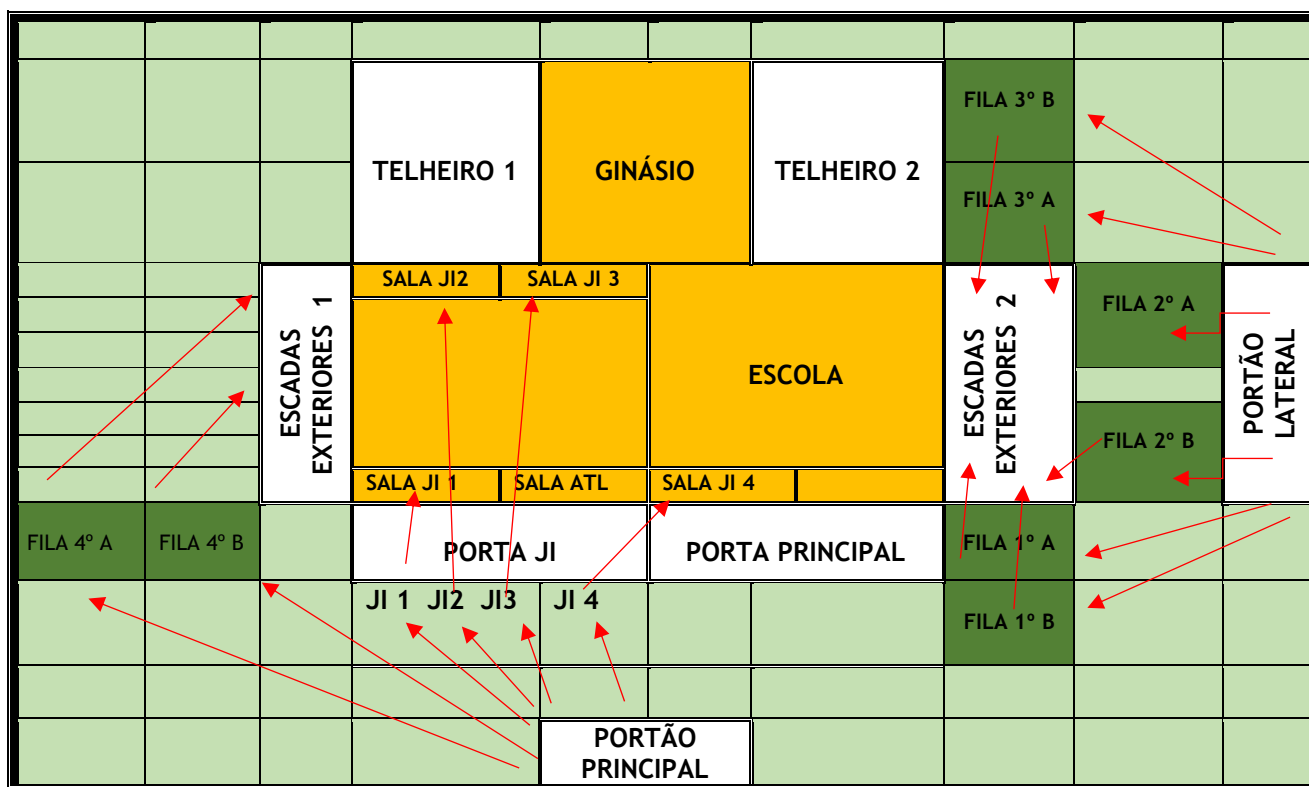 FILA 3º B
TELHEIRO 1
GINÁSIO
TELHEIRO 2
FILA 3º A
SALA JI2
SALA JI 3
ESCADAS
EXTERIORES 1
ESCOLA
ESCADAS
EXTERIORES 2
FILA 2º A
PORTÃO
LATERAL
FILA 2º B
SALA JI 1
SALA ATL
SALA JI 4
FILA 4º A
FILA 4º B
PORTA JI
PORTA PRINCIPAL
FILA 1º A
JI 1 JI2 JI3 JI 4
FILA 1º B
PORTÃO
PRINCIPAL